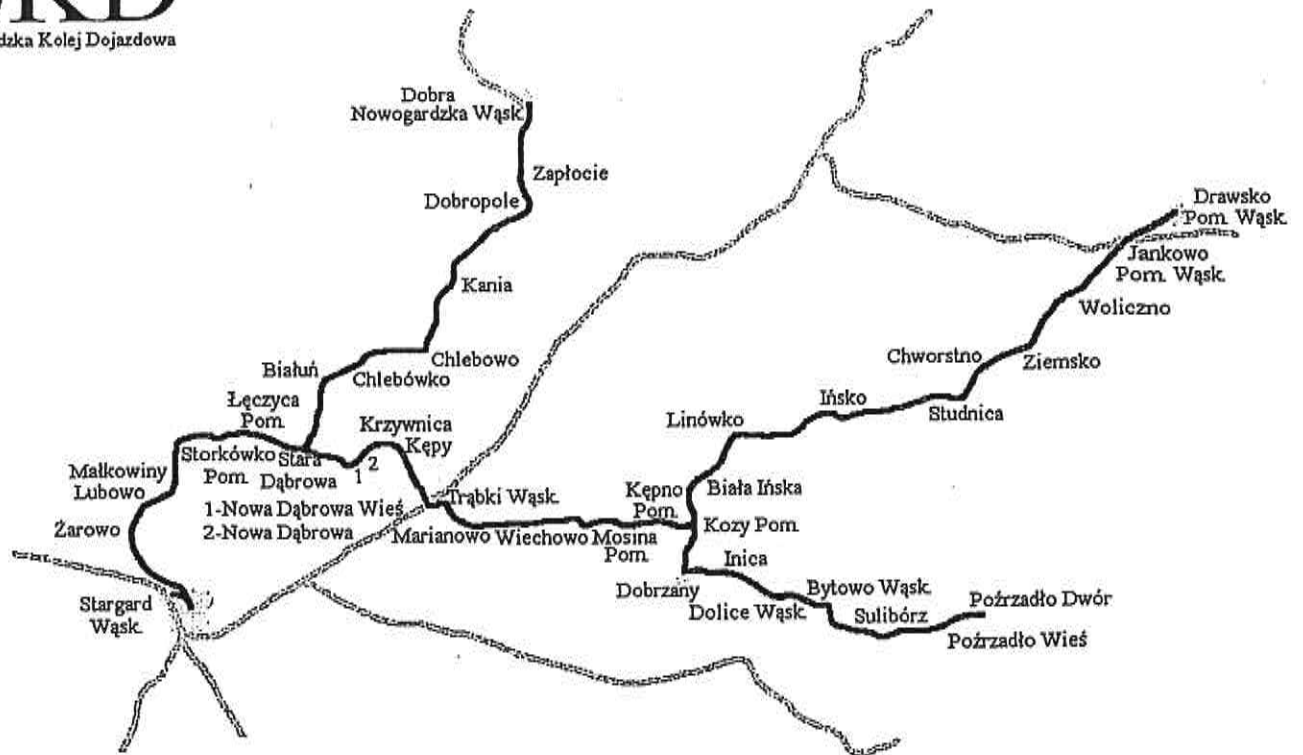 KD
dzka Kolej Dojazdowa
Dobra
Nowogardzka Wąsk.
Zapłocie
Dobropole
Kania
Chlebowo
Chlebówko
Białuń
Łęczyca
Pom.
Storkówko
Pom.
Stara
Dąbrowa
Krzywnica
Kępy
1
2
1-Nowa Dąbrowa Wieś
2-Nowa Dąbrowa
Małkowiny
Lubowo
Żarowo
Stargard
Wąsk.
Trąbki Wąsk.
Marianowo
Wiechowo
Mosina
Pom.
Kępno
Pom.
Kozy Pom.
Biała Ińska
Linówko
Ińsko
Studnica
Chworstno
Ziemsko
Woliczno
Jankowo
Pom. Wąsk.
Drawsko
Pom. Wąsk.
Dobrzany
Inica
Dolice Wąsk.
Bytowo Wąsk.
Sulibórz
Poźrzadło Dwór
Poźrzadło Wieś